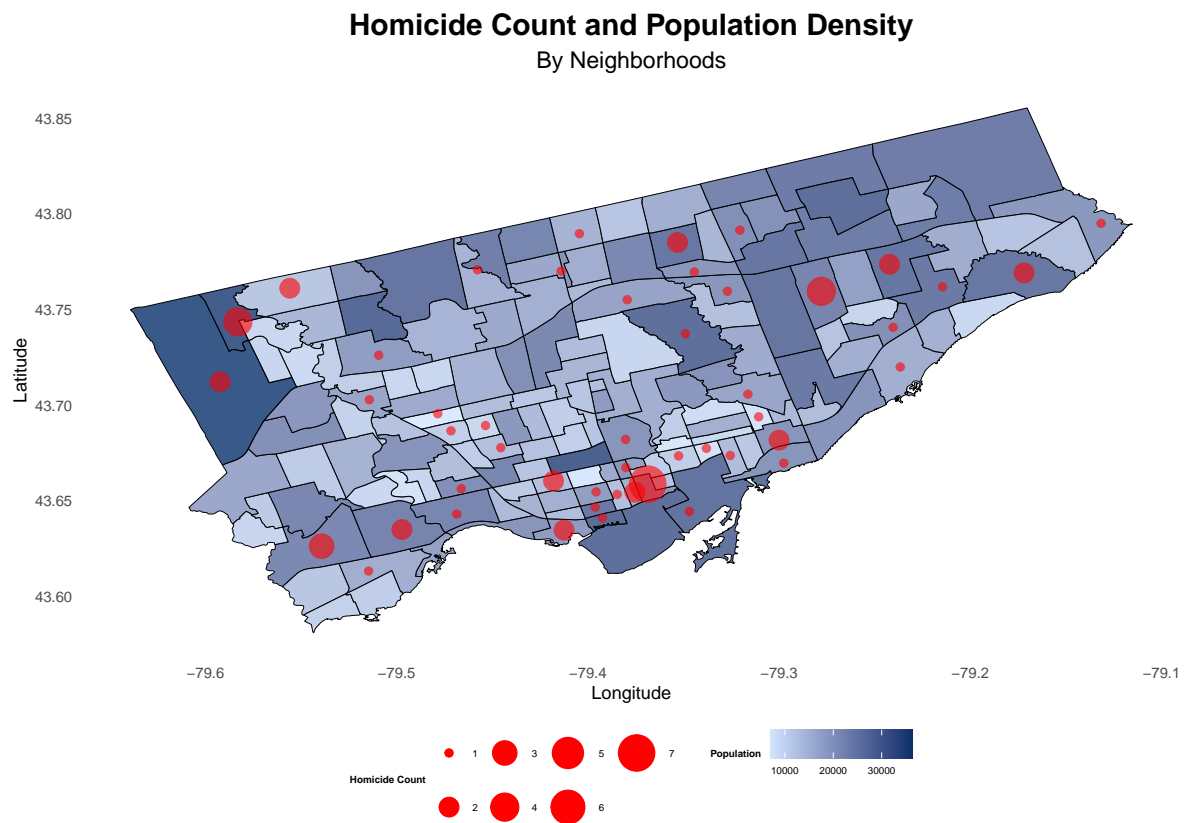 Homicide Count and Population Density
By Neighborhoods
43.85
43.80
43.75
43.70
43.65
43.60
Latitude
−79.6 −79.5 −79.4 −79.3 −79.2 −79.1
Longitude
Homicide Count
1 3 5 7
2 4 6
Population
10000 20000 30000